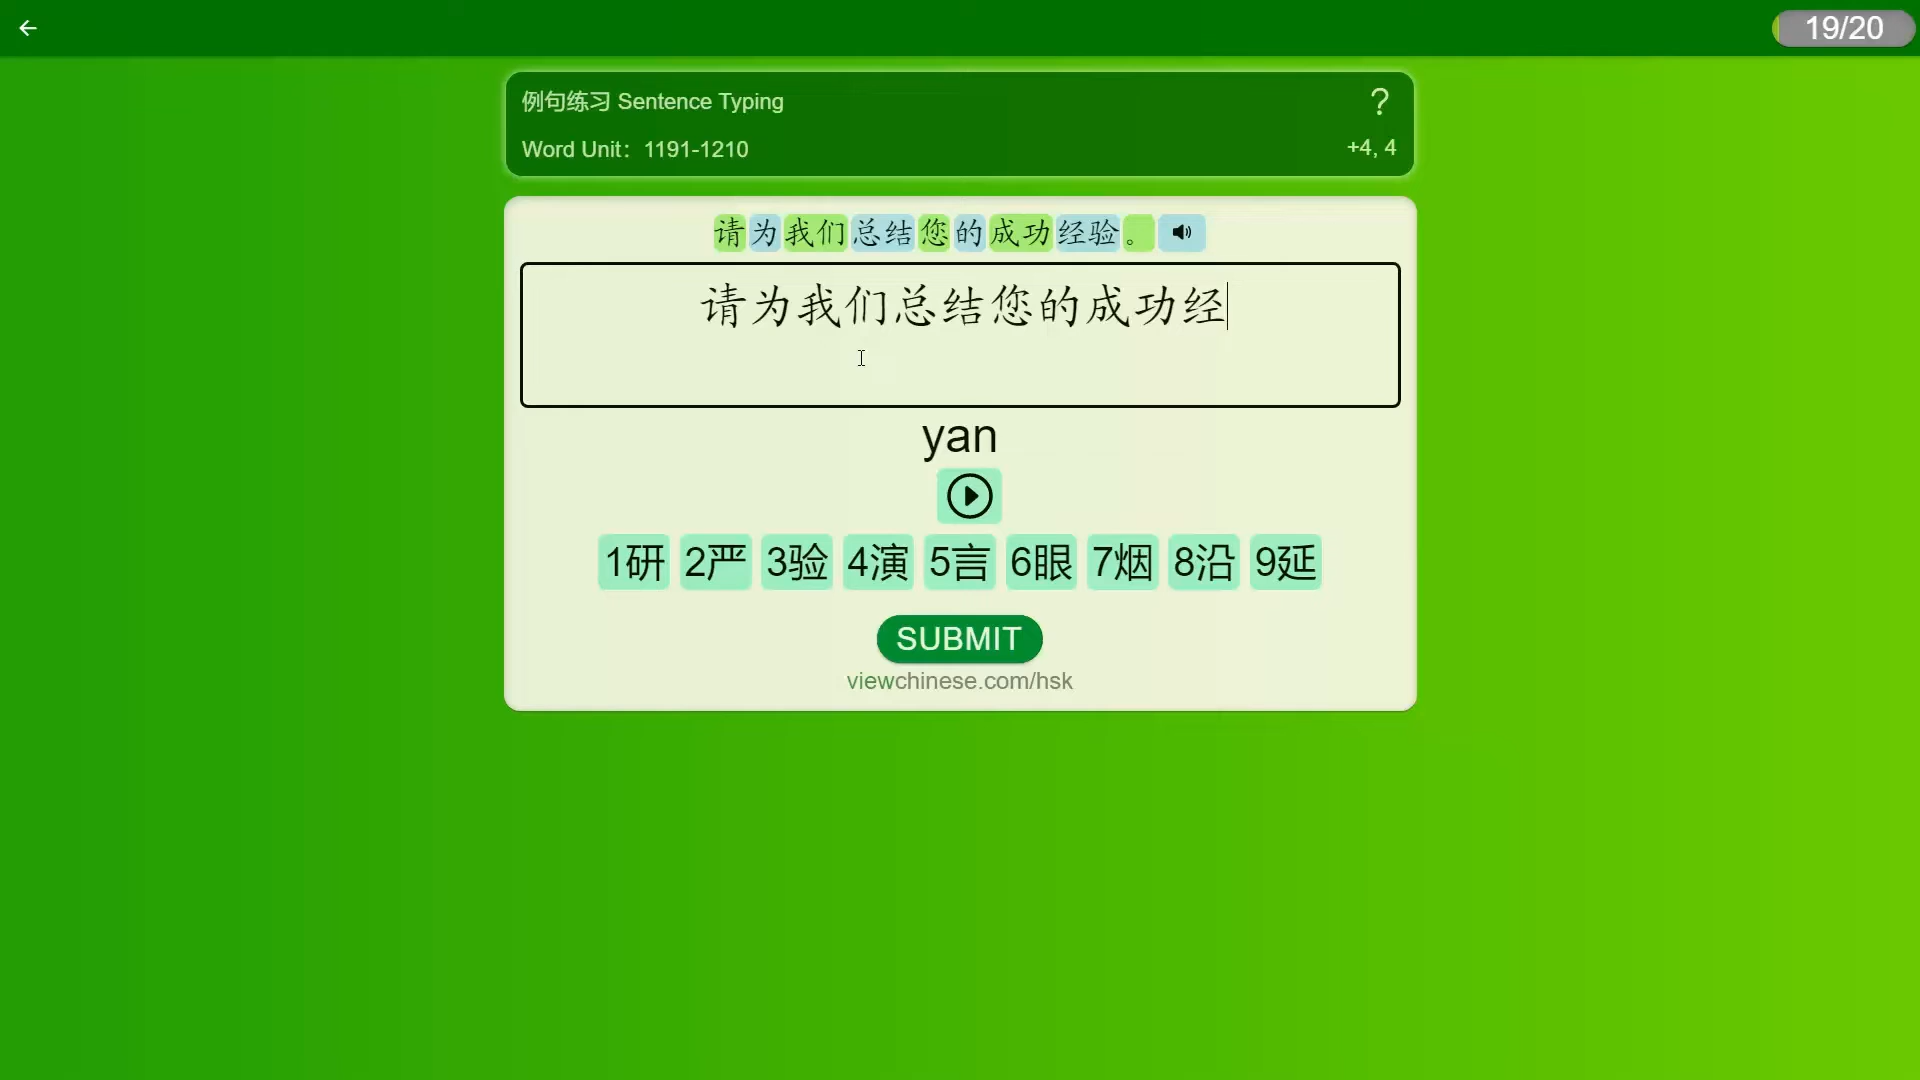 19/20
例句练习 Sentence Typing
?
Word Unit：1191-1210
+4, 4
请为我们总结您的成功经验。
请为我们总结您的成功经
yan
1研 2严 3验 4演 5言 6眼 7烟 8沿 9延
SUBMIT
viewchinese.com/hsk